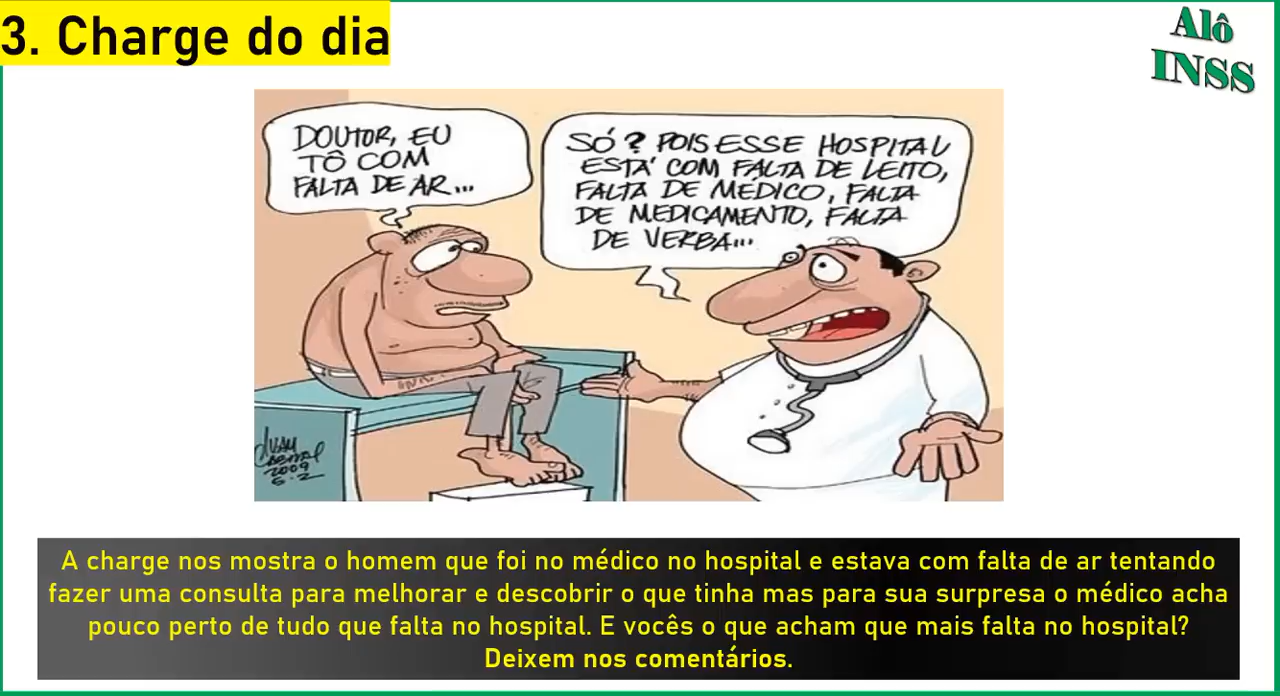 3. Charge do dia
Alô
INSS
DOUTOR, EU
TÔ COM
FALTA DE AR...
SÓ? POIS ESSE HOSPITAL
ESTÁ COM FALTA DE LEITO,
FALTA DE MÉDICO, FALTA
DE MEDICAMENTO, FALTA
DE VERBA...
IVAN
CABRAL
2009
6.2
A charge nos mostra o homem que foi no médico no hospital e estava com falta de ar tentando
fazer uma consulta para melhorar e descobrir o que tinha mas para sua surpresa o médico acha
pouco perto de tudo que falta no hospital. E vocês o que acham que mais falta no hospital?
Deixem nos comentários.